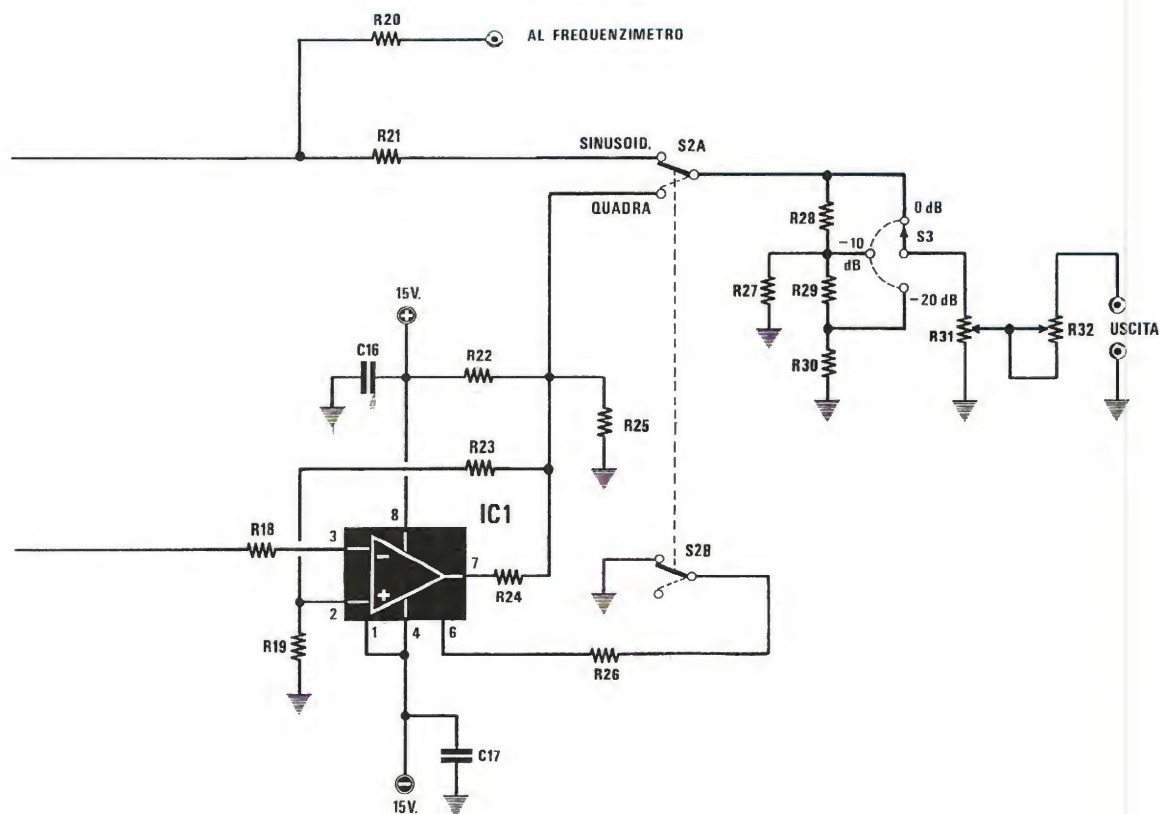 R20
AL FREQUENZIMETRO
R21
SINUSOID.
S2A
QUADRA
R28
0 dB
S3
-10
dB
R27
R29
-20 dB
R31
R32
USCITA
R30
15V.
C16
R22
R25
R23
IC1
8
R18
3
-
7
R24
+
2
1
4
6
S2B
R19
R26
C17
15V.